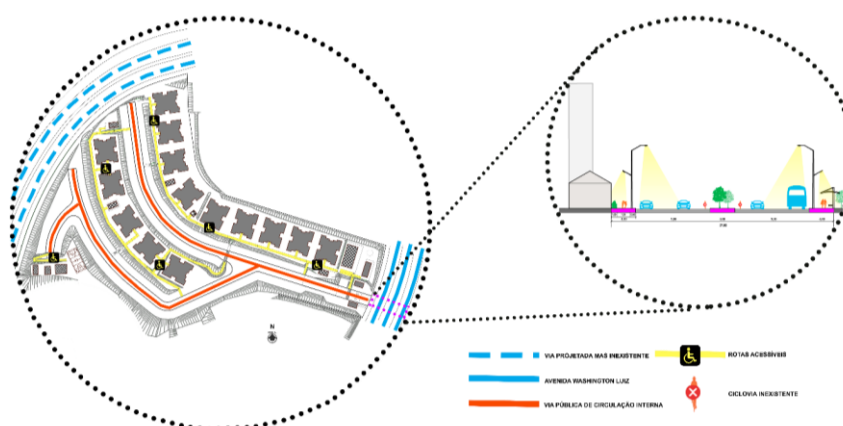 VIA PROJETADA MAS INEXISTENTE
ROTAS ACESSÍVEIS
AVENIDA WASHINGTON LUIZ
CICLOVIA INEXISTENTE
VIA PÚBLICA DE CIRCULAÇÃO INTERNA